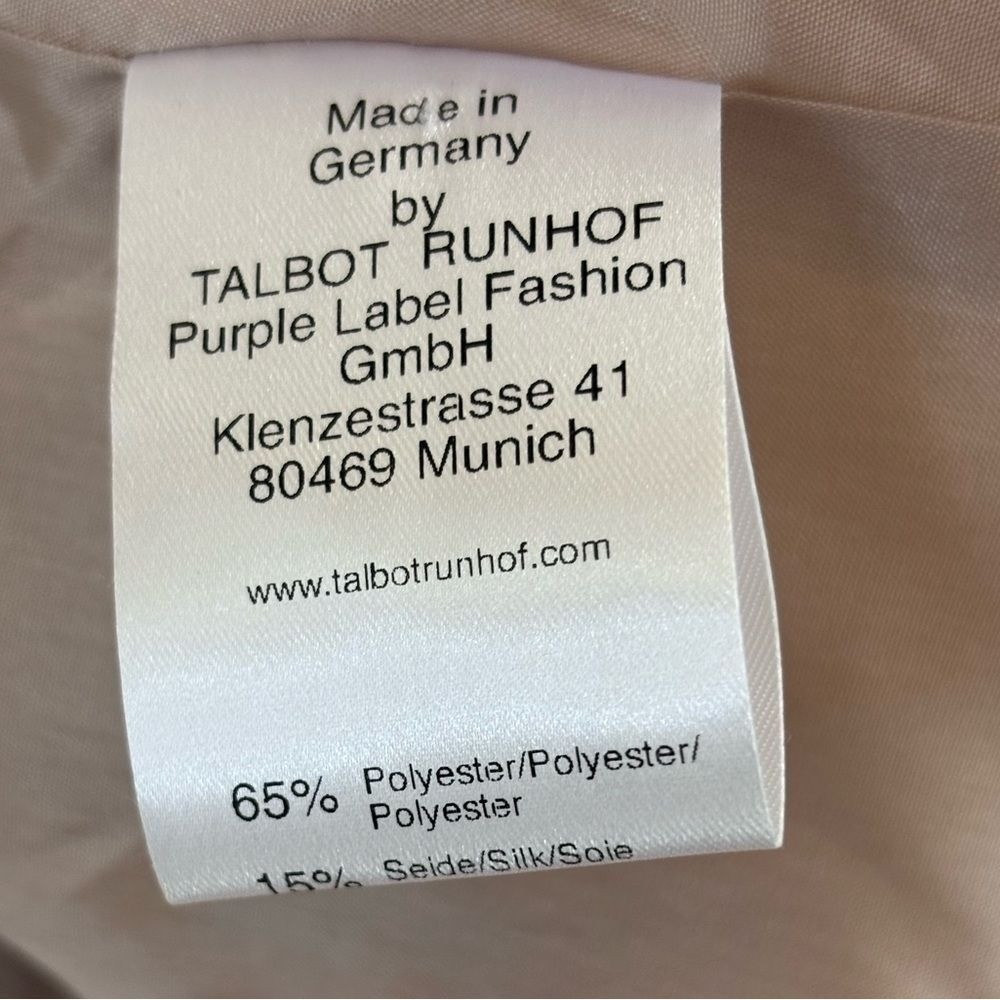 Made in
Germany
by
TALBOT RUNHOF
Purple Label Fashion
GmbH
Klenzestrasse 41
80469 Munich
www.talbotrunhof.com
65% Polyester/Polyester/
Polyester
15% Seide/Silk/Soie